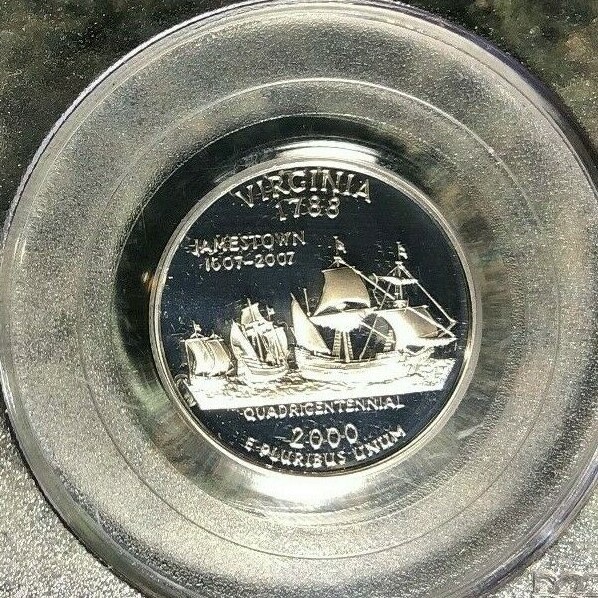 VIRGINIA
1788
JAMESTOWN
1607-2007
QUADRICENTENNIAL
2000
E PLURIBUS UNUM